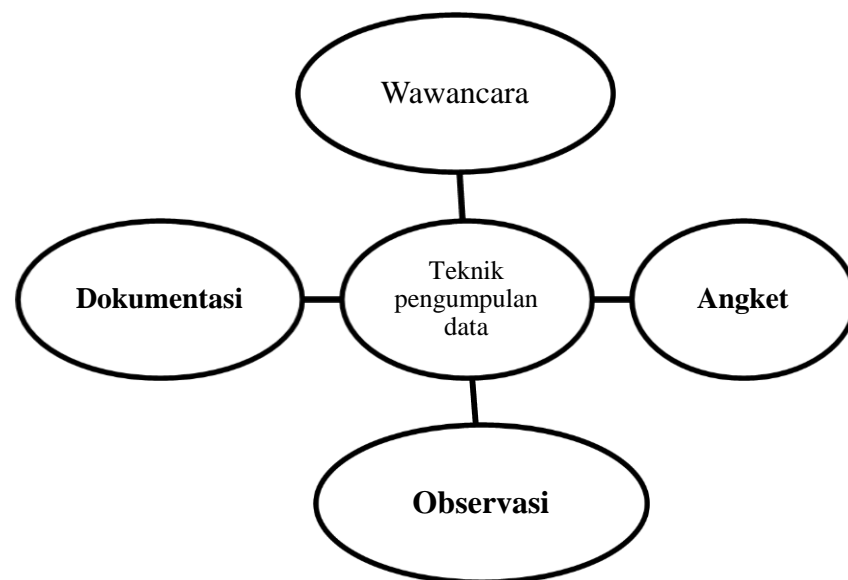 Wawancara
Dokumentasi
Teknik
pengumpulan
data
Angket
Observasi